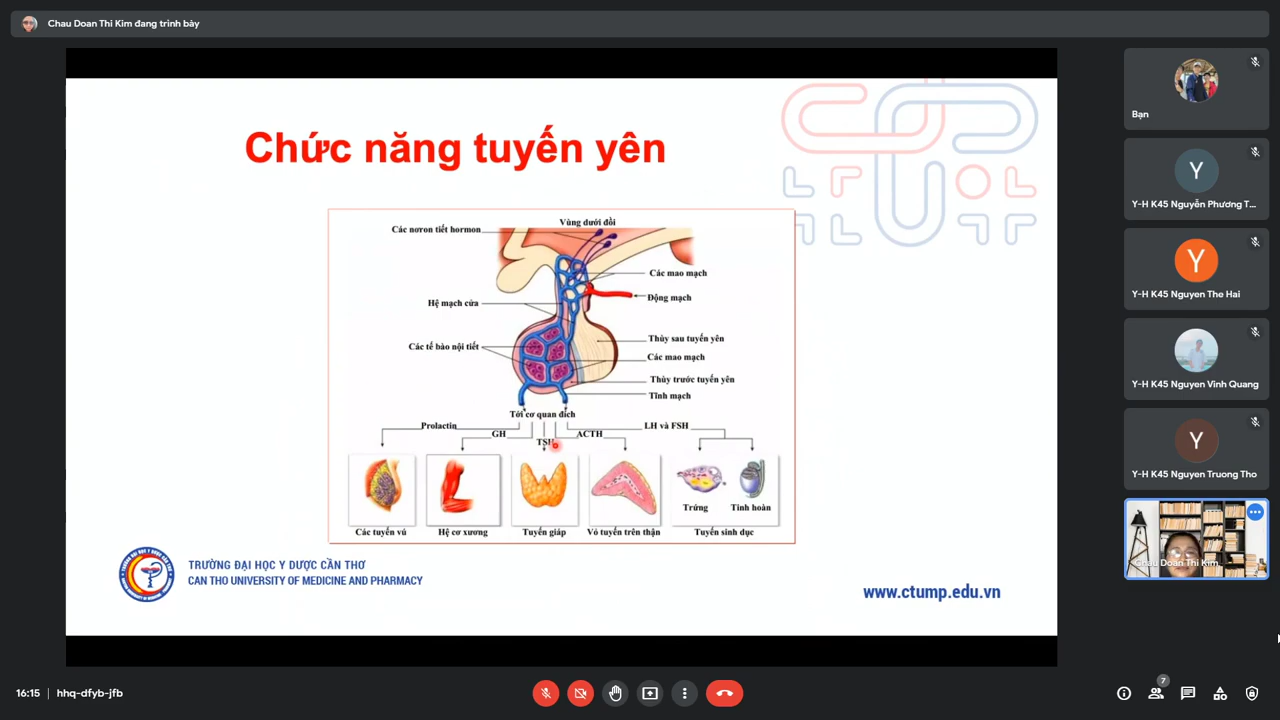 Chau Doan Thi Kim đang trình bày
Chức năng tuyến yên
Vùng dưới đồi
Các nơron tiết hormon
Các mao mạch
Động mạch
Hệ mạch cửa
Thùy sau tuyến yên
Các tế bào nội tiết
Các mao mạch
Thùy trước tuyến yên
Tĩnh mạch
Tới cơ quan đích
Prolactin
GH
TSH
ACTH
LH và FSH
Trứng
Tinh hoàn
Các tuyến vú
Hệ cơ xương
Tuyến giáp
Vỏ tuyến trên thận
Tuyến sinh dục
TRƯỜNG ĐẠI HỌC Y DƯỢC CẦN THƠ
CAN THO UNIVERSITY OF MEDICINE AND PHARMACY
www.ctump.edu.vn
Bạn
Y
Y-H K45 Nguyễn Phương T...
Y
Y-H K45 Nguyen The Hai
Y-H K45 Nguyen Vinh Quang
Y
Y-H K45 Nguyen Truong Tho
Chau Doan Thi Kim
16:15
hhq-dfyb-jfb
7